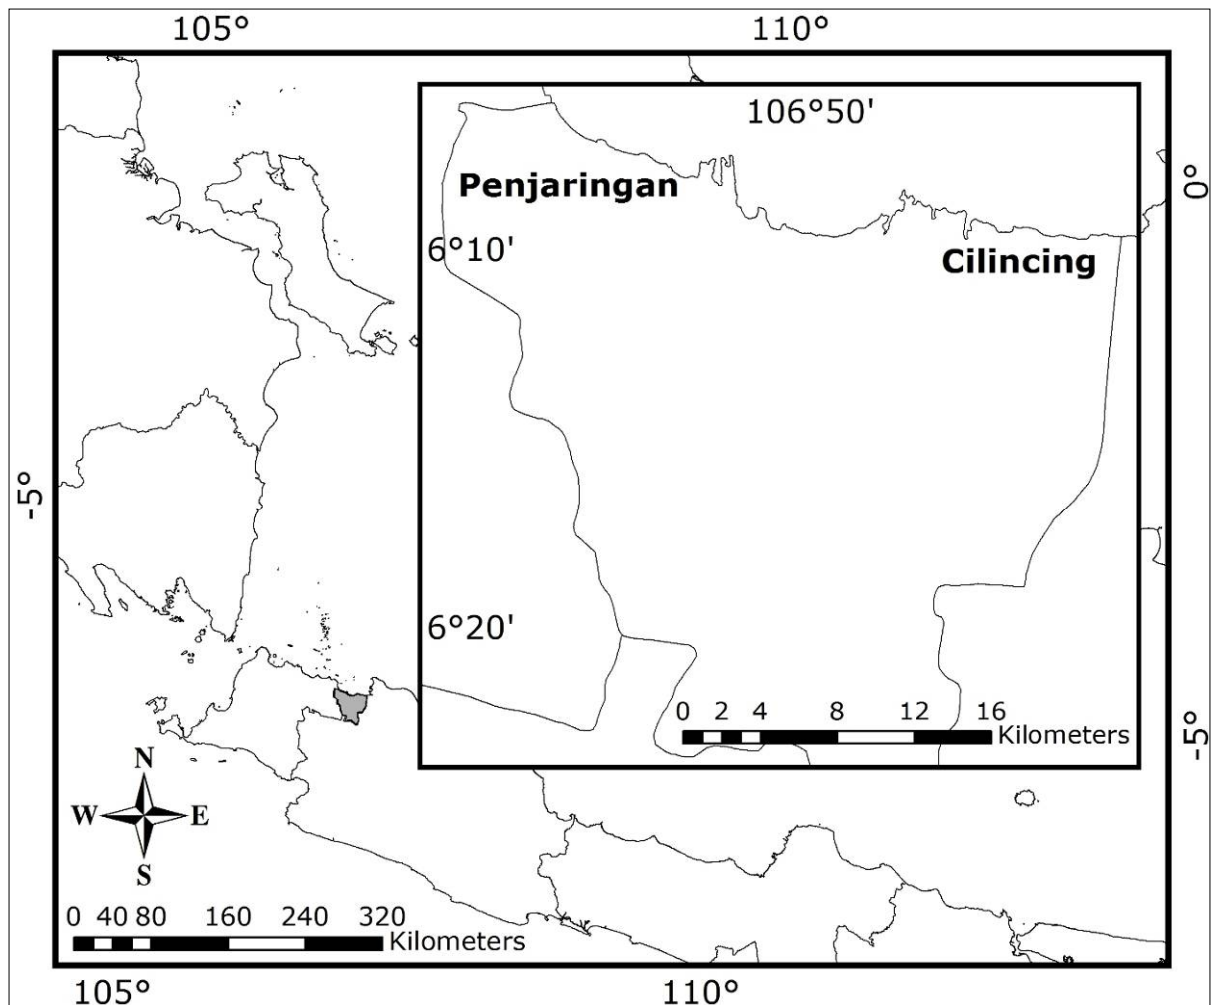 105° 110°
106°50'
0°
Penjaringan
6°10'
Cilincing
-5°
6°20'
0 2 4 8 12 16
Kilometers
-5°
N
W E
S
0 40 80 160 240 320
Kilometers
105° 110°